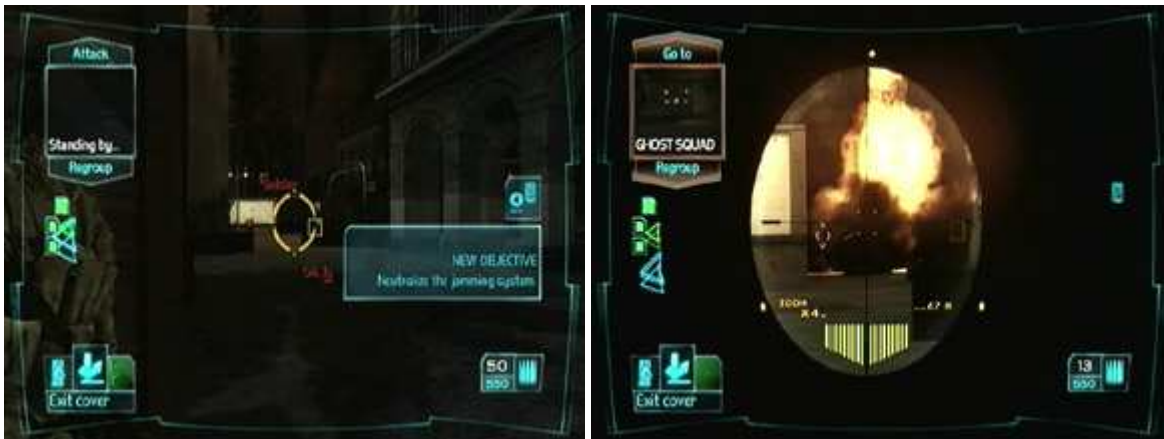 Attack
Standing by...
Regroup
NEW OBJECTIVE
Neutralize the jamming system
50
550
Exit cover
Go to
GHOST SQUAD
Regroup
ZOOM
X4
13
550
Exit cover